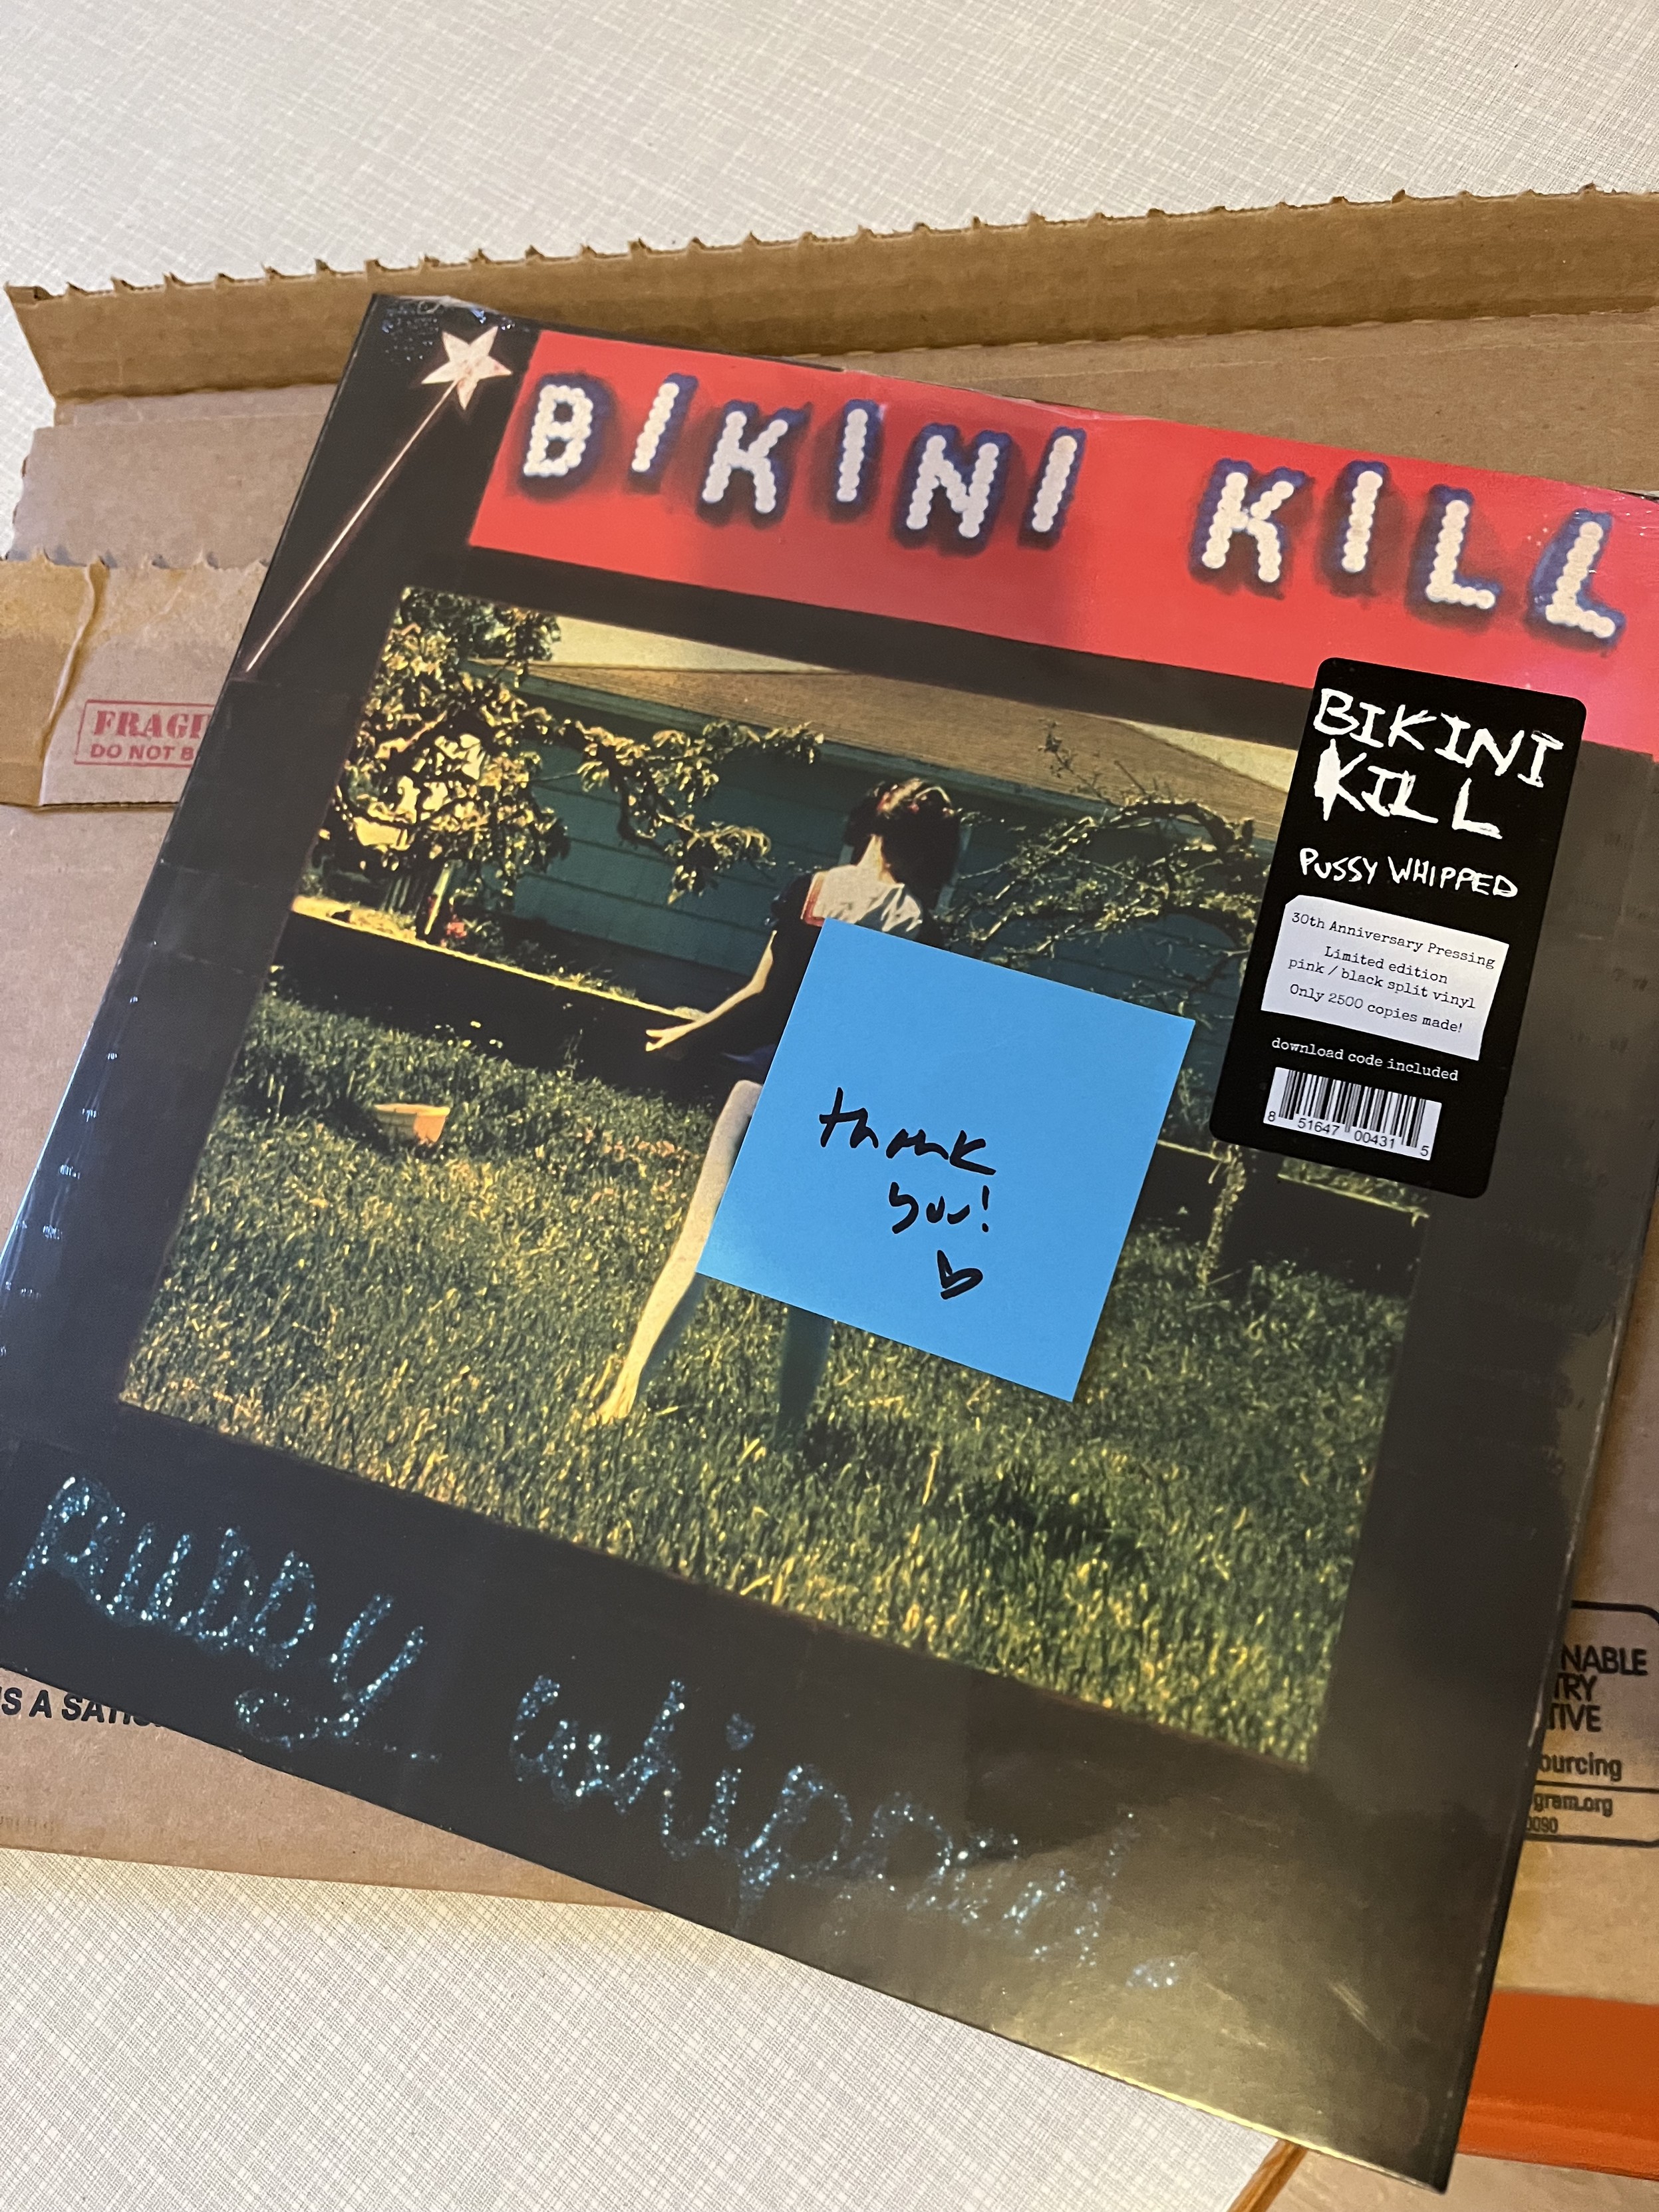 BIKINI KILL
BIKINI
KILL
PUSSY WHIPPED
30th Anniversary Pressing
Limited edition
pink / black split vinyl
Only 2500 copies made!
download code included
8 51647 00431 5
FRAGI
DO NOT B
thank
you!
pussy whipped
IS A SATIS
NABLE
TRY
TIVE
ourcing
gram.org
0090